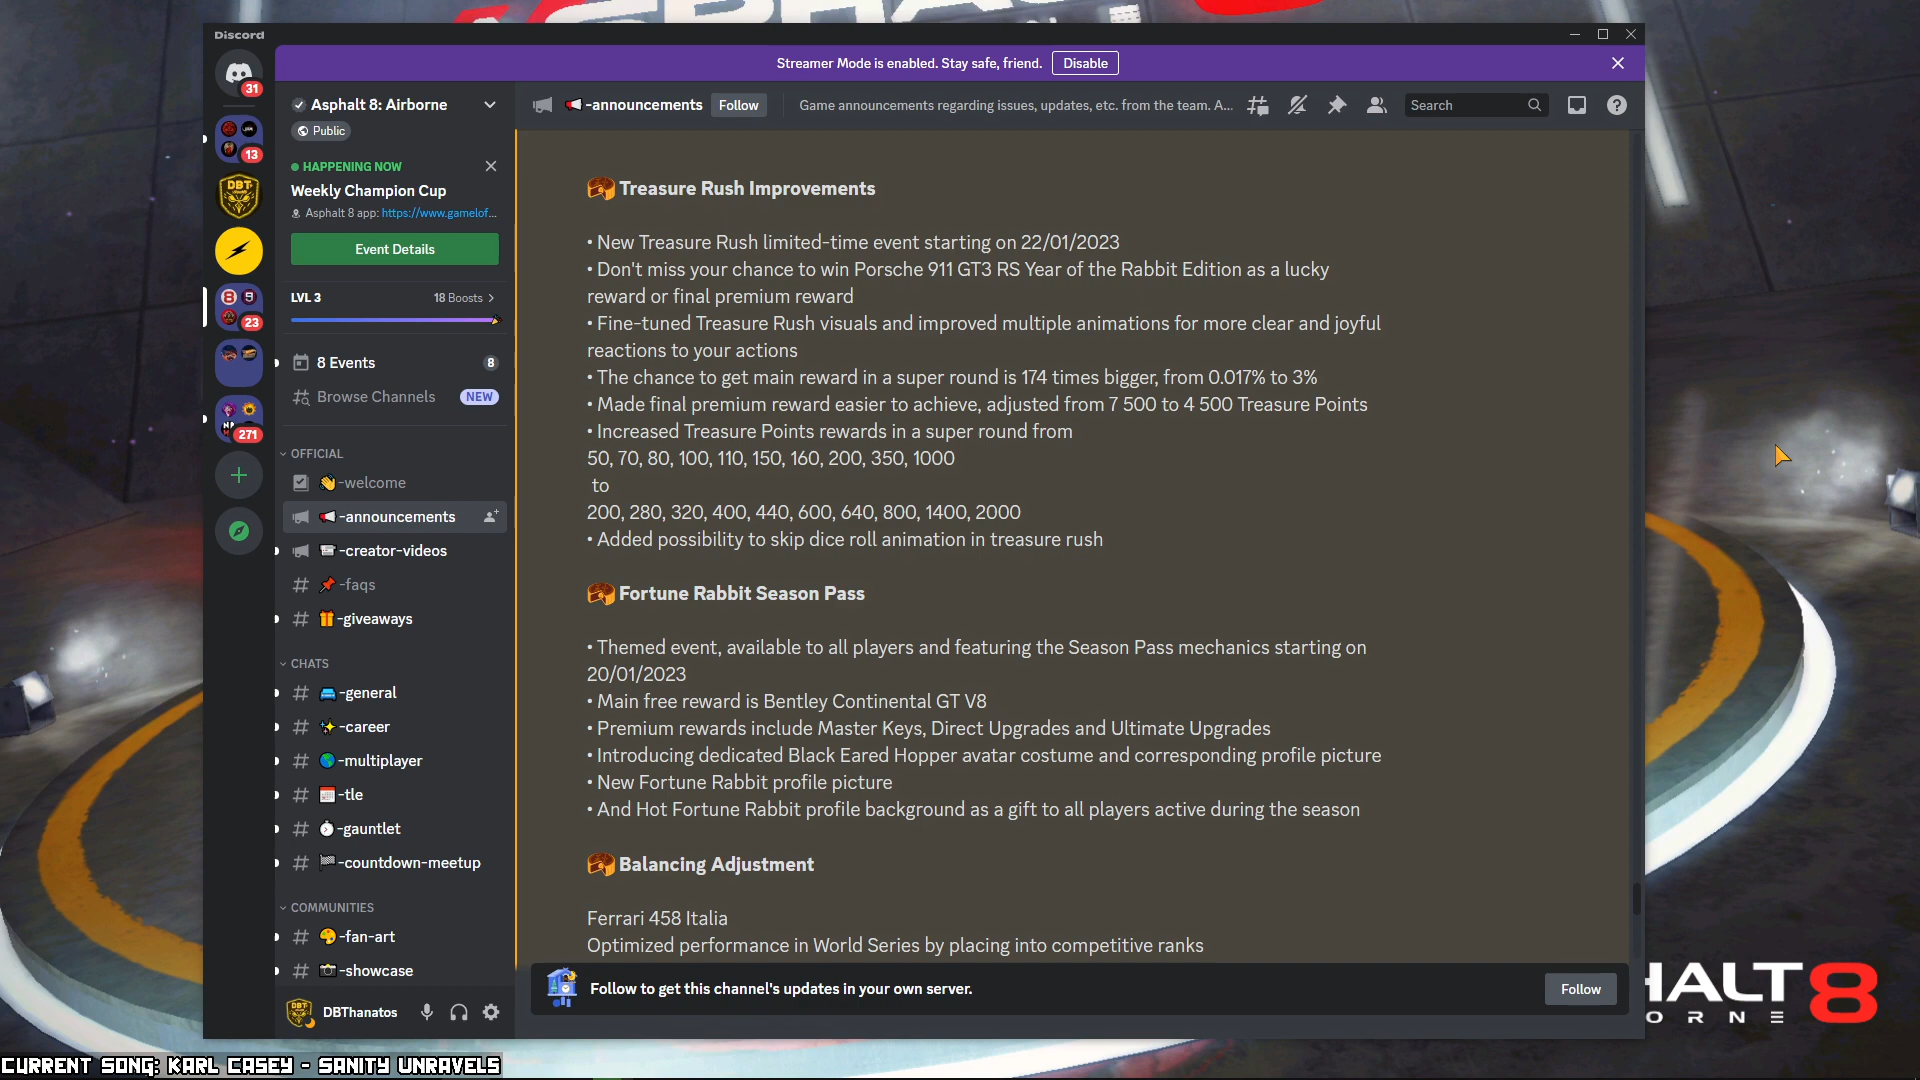 Discord
Streamer Mode is enabled. Stay safe, friend. Disable
31
Asphalt 8: Airborne
Public
-announcements Follow Game announcements regarding issues, updates, etc. from the team. A... Search
13
HAPPENING NOW
Weekly Champion Cup
Asphalt 8 app: https://www.gamelof...
Event Details
LVL 3 18 Boosts
23
8 Events 8
Browse Channels NEW
271
OFFICIAL
-welcome
-announcements
-creator-videos
-faqs
-giveaways
CHATS
-general
-career
-multiplayer
-tle
-gauntlet
-countdown-meetup
COMMUNITIES
-fan-art
-showcase
DBThanatos
Treasure Rush Improvements
• New Treasure Rush limited-time event starting on 22/01/2023
• Don't miss your chance to win Porsche 911 GT3 RS Year of the Rabbit Edition as a lucky
reward or final premium reward
• Fine-tuned Treasure Rush visuals and improved multiple animations for more clear and joyful
reactions to your actions
• The chance to get main reward in a super round is 174 times bigger, from 0.017% to 3%
• Made final premium reward easier to achieve, adjusted from 7 500 to 4 500 Treasure Points
• Increased Treasure Points rewards in a super round from
50, 70, 80, 100, 110, 150, 160, 200, 350, 1000
to
200, 280, 320, 400, 440, 600, 640, 800, 1400, 2000
• Added possibility to skip dice roll animation in treasure rush
Fortune Rabbit Season Pass
• Themed event, available to all players and featuring the Season Pass mechanics starting on
20/01/2023
• Main free reward is Bentley Continental GT V8
• Premium rewards include Master Keys, Direct Upgrades and Ultimate Upgrades
• Introducing dedicated Black Eared Hopper avatar costume and corresponding profile picture
• New Fortune Rabbit profile picture
• And Hot Fortune Rabbit profile background as a gift to all players active during the season
Balancing Adjustment
Ferrari 458 Italia
Optimized performance in World Series by placing into competitive ranks
Follow to get this channel's updates in your own server. Follow
HALT 8
ORNE
CURRENT SONG: KARL CASEY - SANITY UNRAVELS